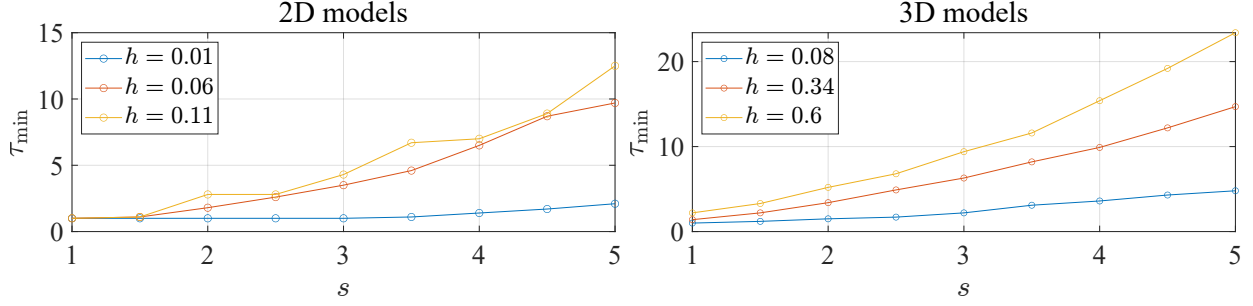 2D models
15
10
5
0
τmin
h = 0.01
h = 0.06
h = 0.11
1 2 3 4 5
s
3D models
20
10
0
τmin
h = 0.08
h = 0.34
h = 0.6
1 2 3 4 5
s